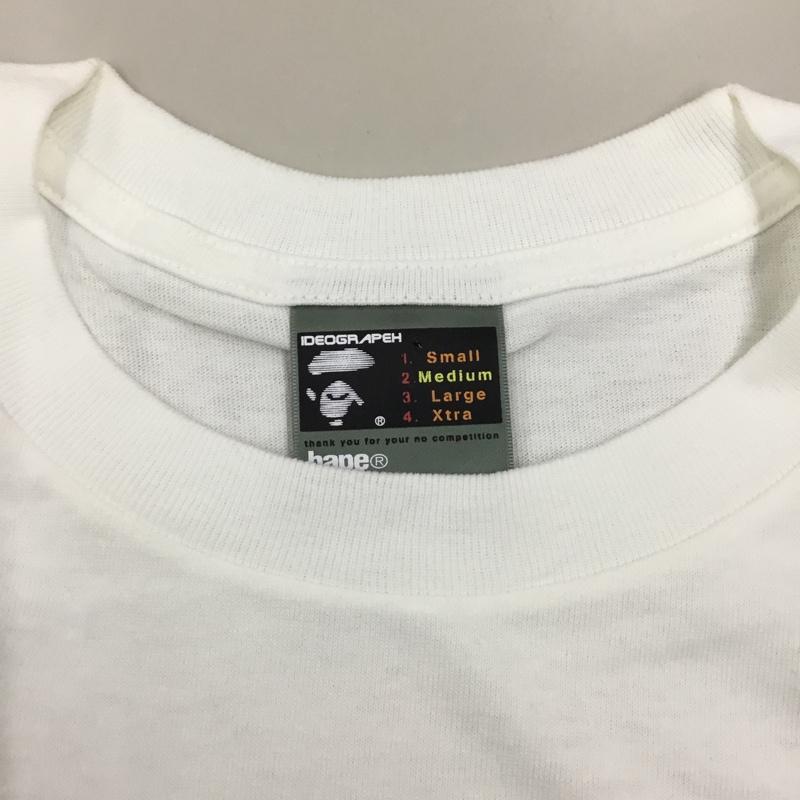 IDEOGRAPEH
1. Small
2. Medium
3. Large
4. Xtra
®
thank you for your no competition
bape®